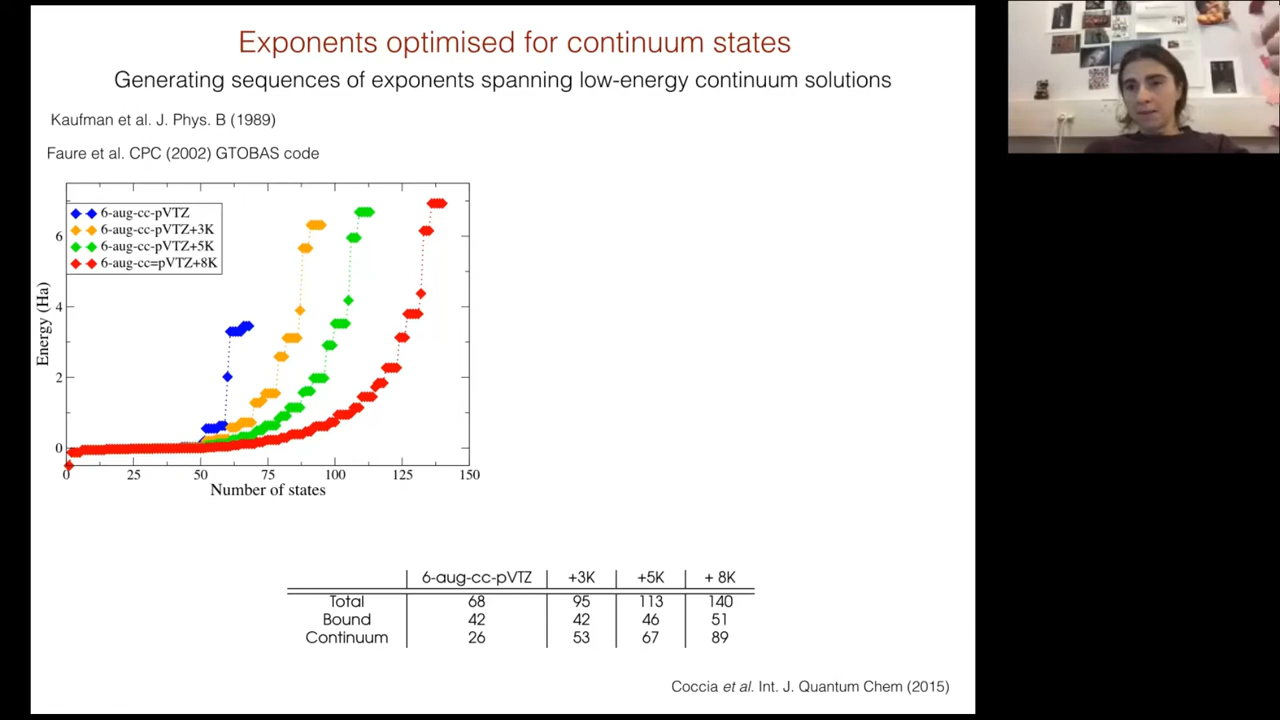 Exponents optimised for continuum states
Generating sequences of exponents spanning low-energy continuum solutions
Kaufman et al. J. Phys. B (1989)
Faure et al. CPC (2002) GTOBAS code
6-aug-cc-pVTZ
6-aug-cc-pVTZ+3K
6-aug-cc-pVTZ+5K
6-aug-cc=pVTZ+8K
Energy (Ha)
6
4
2
0
0 25 50 75 100 125 150
Number of states
6-aug-cc-pVTZ +3K +5K + 8K
Total 68 95 113 140
Bound 42 42 46 51
Continuum 26 53 67 89
Coccia et al. Int. J. Quantum Chem (2015)